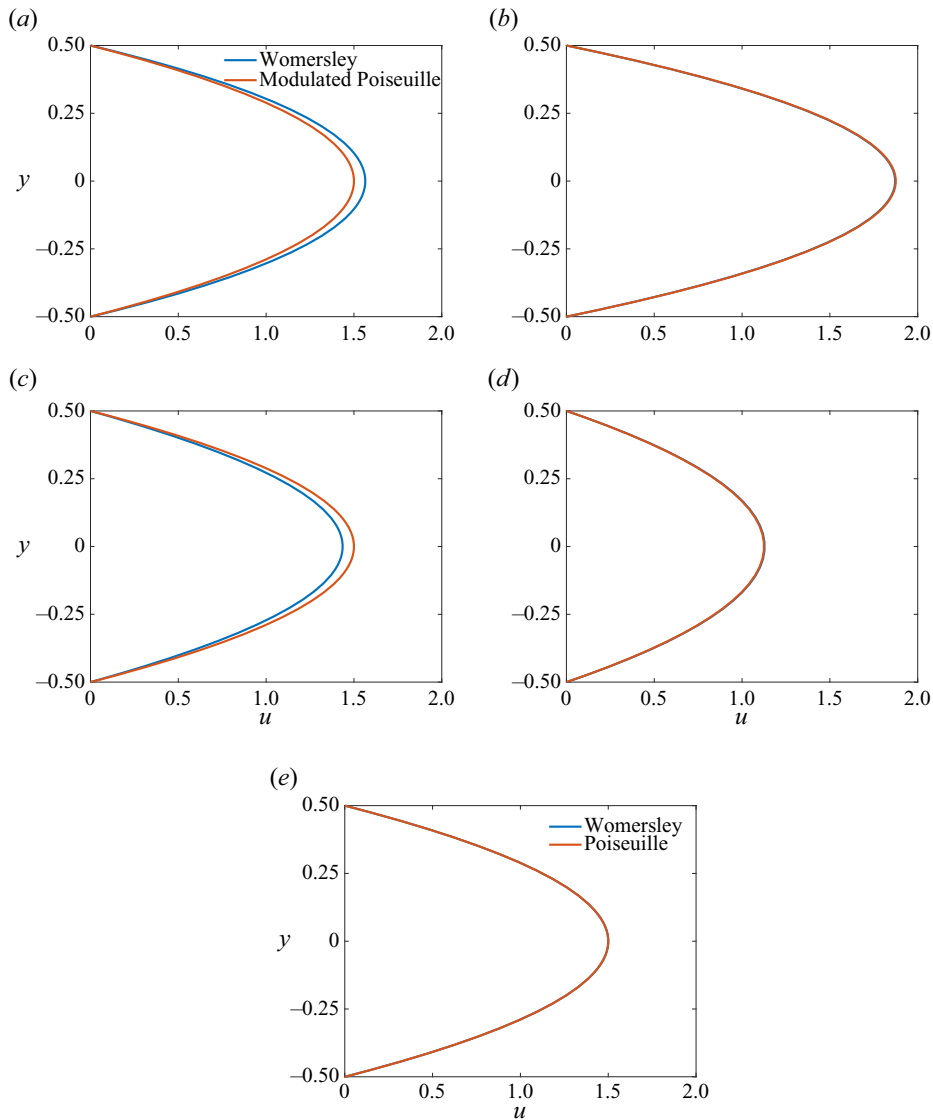 (a) (b)
0.50 0.50
Womersley
Modulated Poiseuille
0.25 0.25
y 0 0
–0.25 –0.25
–0.50 –0.50
0 0.5 1.0 1.5 2.0 0 0.5 1.0 1.5 2.0
(c) (d)
0.50 0.50
0.25 0.25
y 0 0
–0.25 –0.25
–0.50 –0.50
0 0.5 1.0 1.5 2.0 0 0.5 1.0 1.5 2.0
u u
(e)
0.50
Womersley
Poiseuille
0.25
y 0
–0.25
–0.50
0 0.5 1.0 1.5 2.0
u